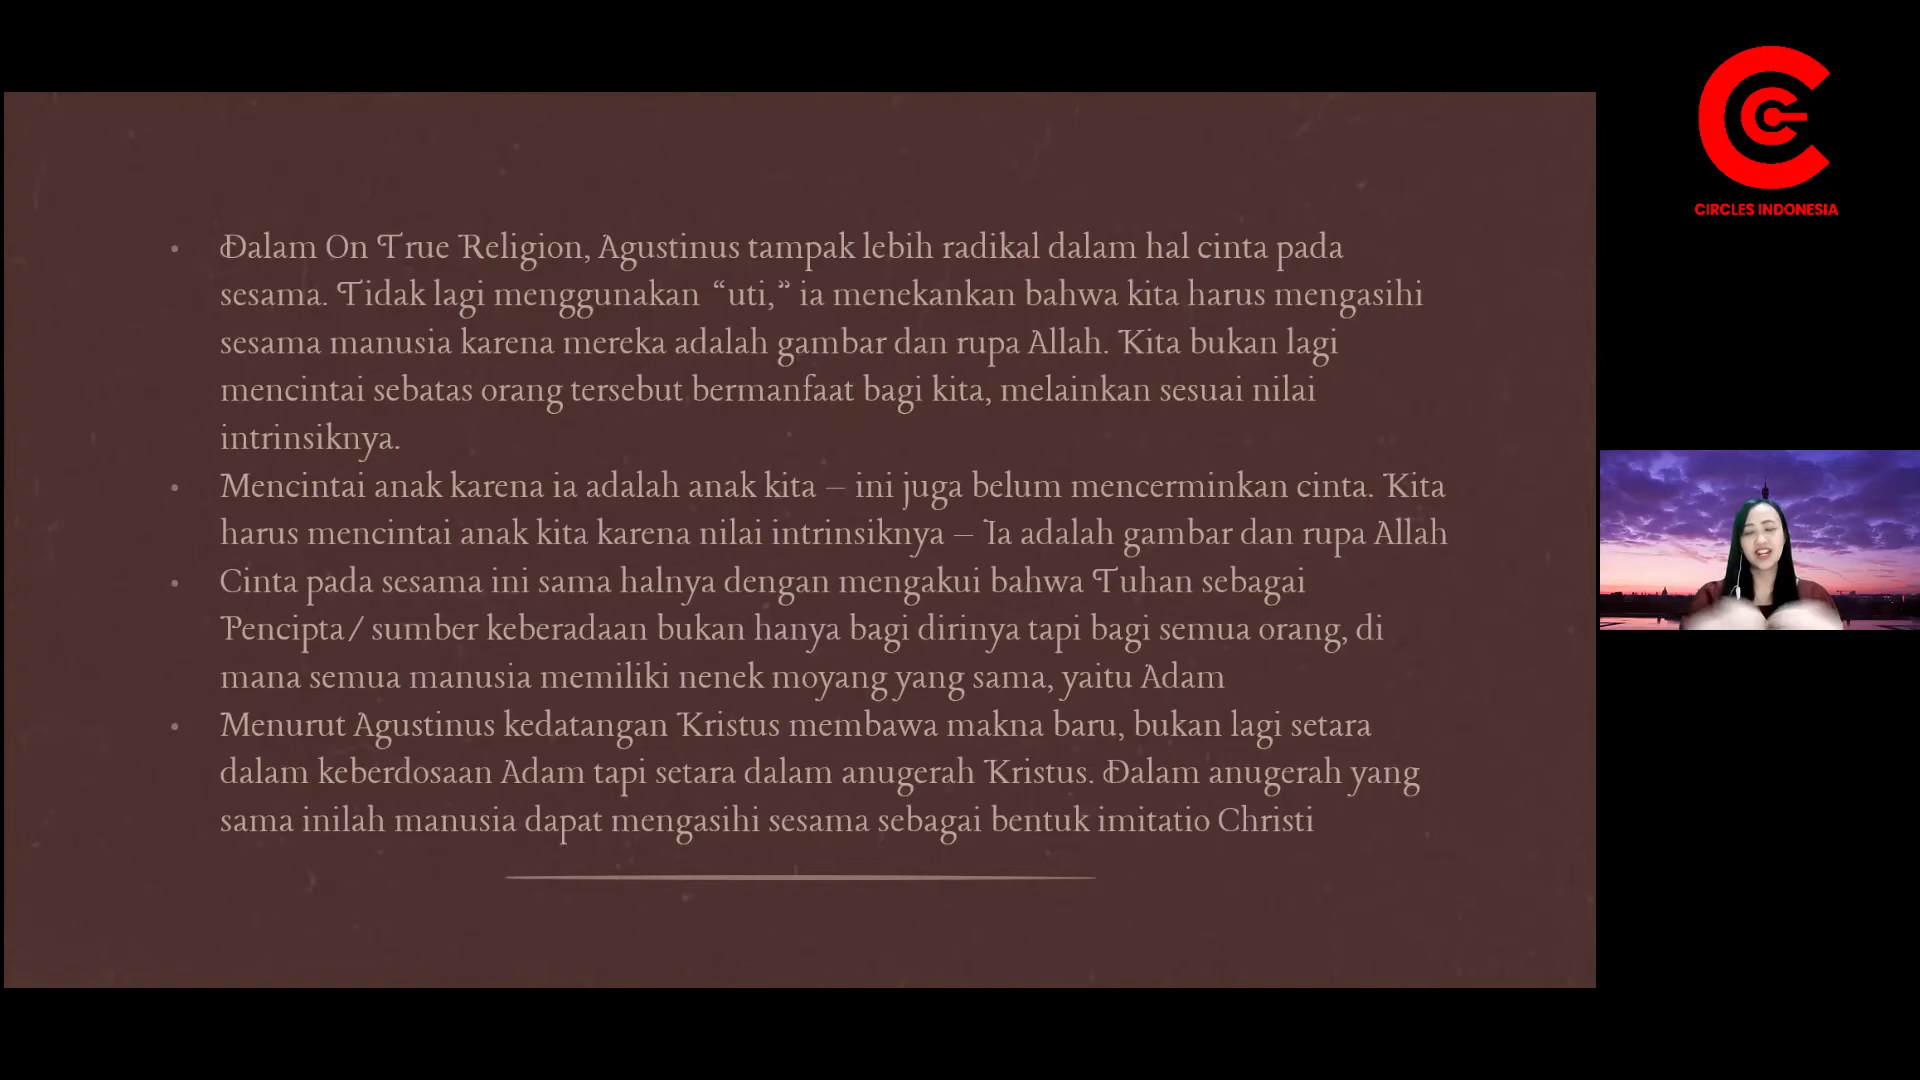 Dalam On True Religion, Agustinus tampak lebih radikal dalam hal cinta pada
sesama. Tidak lagi menggunakan “uti,” ia menekankan bahwa kita harus mengasihi
sesama manusia karena mereka adalah gambar dan rupa Allah. Kita bukan lagi
mencintai sebatas orang tersebut bermanfaat bagi kita, melainkan sesuai nilai
intrinsiknya.
Mencintai anak karena ia adalah anak kita – ini juga belum mencerminkan cinta. Kita
harus mencintai anak kita karena nilai intrinsiknya – Ia adalah gambar dan rupa Allah
Cinta pada sesama ini sama halnya dengan mengakui bahwa Tuhan sebagai
Pencipta/ sumber keberadaan bukan hanya bagi dirinya tapi bagi semua orang, di
mana semua manusia memiliki nenek moyang yang sama, yaitu Adam
Menurut Agustinus kedatangan Kristus membawa makna baru, bukan lagi setara
dalam keberdosaan Adam tapi setara dalam anugerah Kristus. Dalam anugerah yang
sama inilah manusia dapat mengasihi sesama sebagai bentuk imitatio Christi
CIRCLES INDONESIA